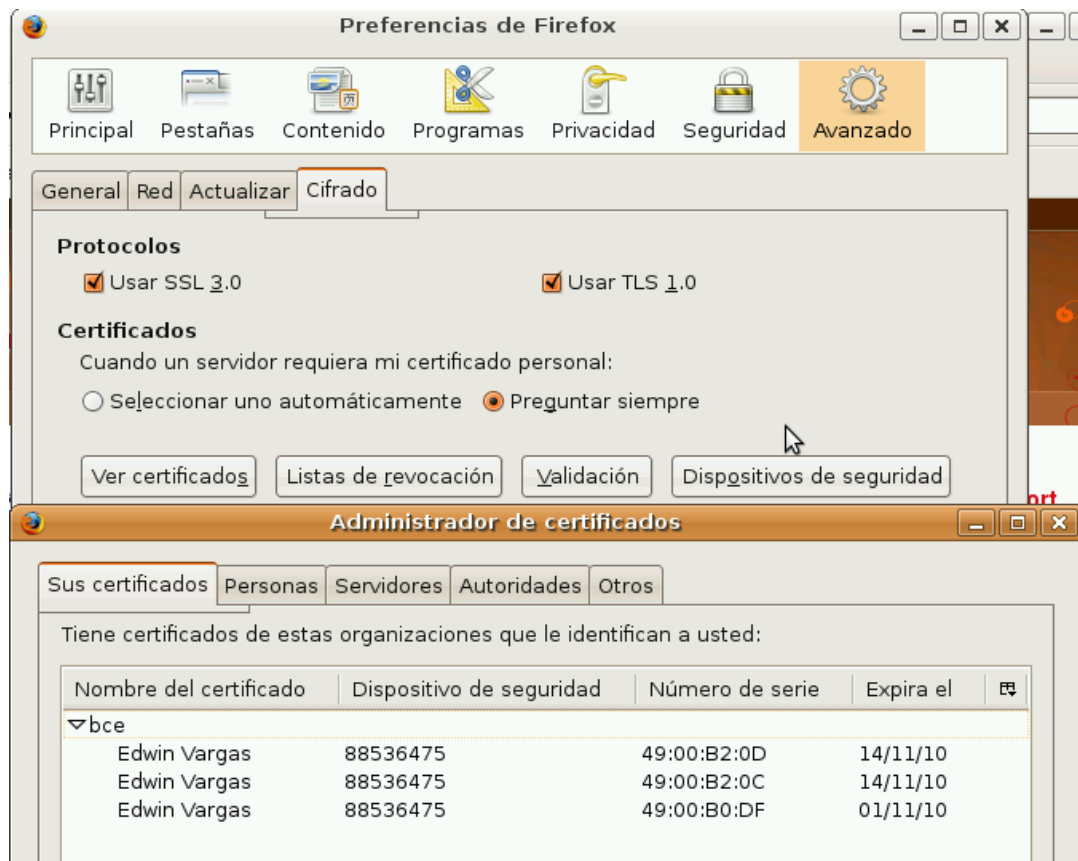 Preferencias de Firefox
Principal Pestañas Contenido Programas Privacidad Seguridad Avanzado
General Red Actualizar Cifrado
Protocolos
Usar SSL 3.0 Usar TLS 1.0
Certificados
Cuando un servidor requiera mi certificado personal:
Seleccionar uno automáticamente Preguntar siempre
Ver certificados Listas de revocación Validación Dispositivos de seguridad
ort
Administrador de certificados
Sus certificados Personas Servidores Autoridades Otros
Tiene certificados de estas organizaciones que le identifican a usted:
Nombre del certificado Dispositivo de seguridad Número de serie Expira el
bce
Edwin Vargas 88536475 49:00:B2:0D 14/11/10
Edwin Vargas 88536475 49:00:B2:0C 14/11/10
Edwin Vargas 88536475 49:00:B0:DF 01/11/10